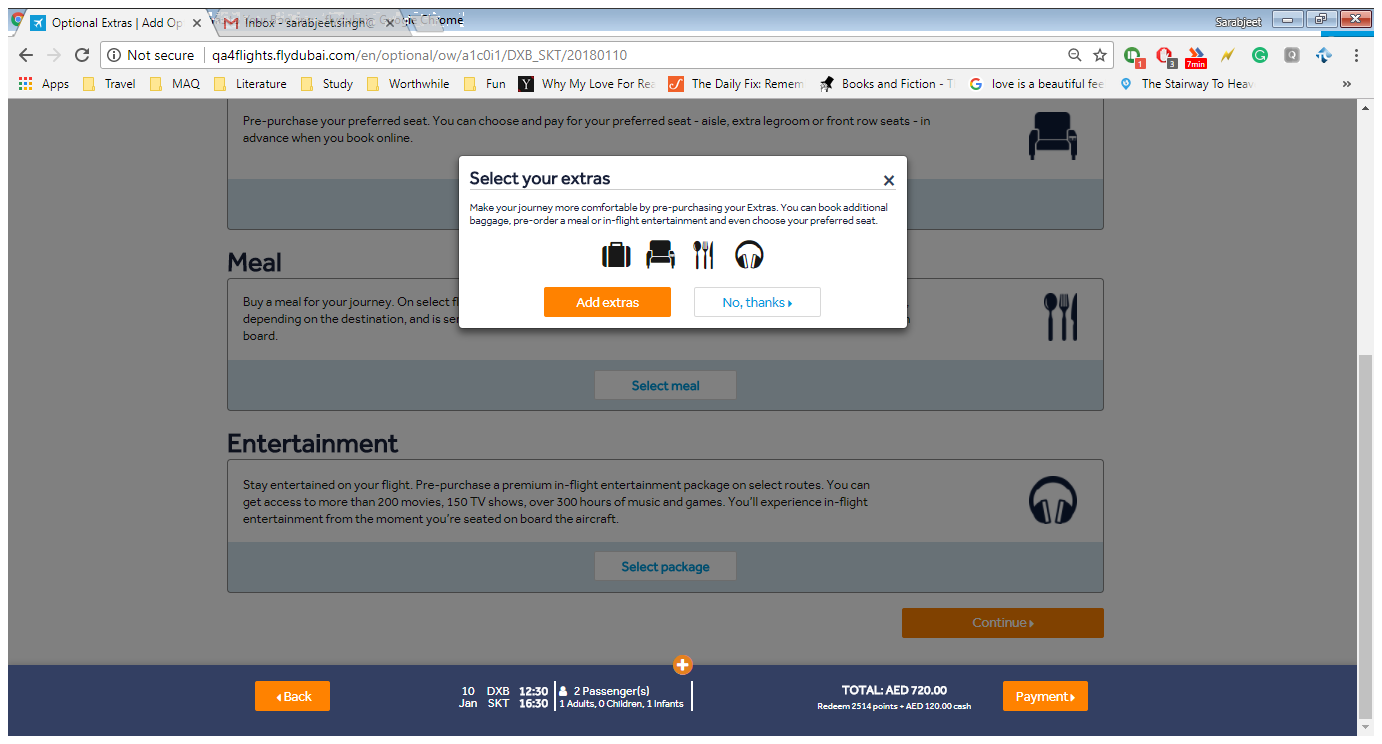 Optional Extras | Add Op
Inbox - sarabjeet.singh@
Google Chrome
Sarabjeet
Not secure
qa4flights.flydubai.com/en/optional/ow/a1c0i1/DXB_SKT/20180110
1
3
7min
Apps
Travel
MAQ
Literature
Study
Worthwhile
Fun
Why My Love For Rea
The Daily Fix: Remem
Books and Fiction - T
love is a beautiful fee
The Stairway To Heav
»
Pre-purchase your preferred seat. You can choose and pay for your preferred seat - aisle, extra legroom or front row seats - in
advance when you book online.
Select your extras
Make your journey more comfortable by pre-purchasing your Extras. You can book additional
baggage, pre-order a meal or in-flight entertainment and even choose your preferred seat.
Add extras
No, thanks
Meal
Buy a meal for your journey. On select fl
depending on the destination, and is ser
board.
Select meal
Entertainment
Stay entertained on your flight. Pre-purchase a premium in-flight entertainment package on select routes. You can
get access to more than 200 movies, 150 TV shows, over 300 hours of music and games. You'll experience in-flight
entertainment from the moment you're seated on board the aircraft.
Select package
Continue
Back
10 DXB 12:30
Jan SKT 16:30
2 Passenger(s)
1 Adults, 0 Children, 1 Infants
TOTAL: AED 720.00
Redeem 2514 points + AED 120.00 cash
Payment